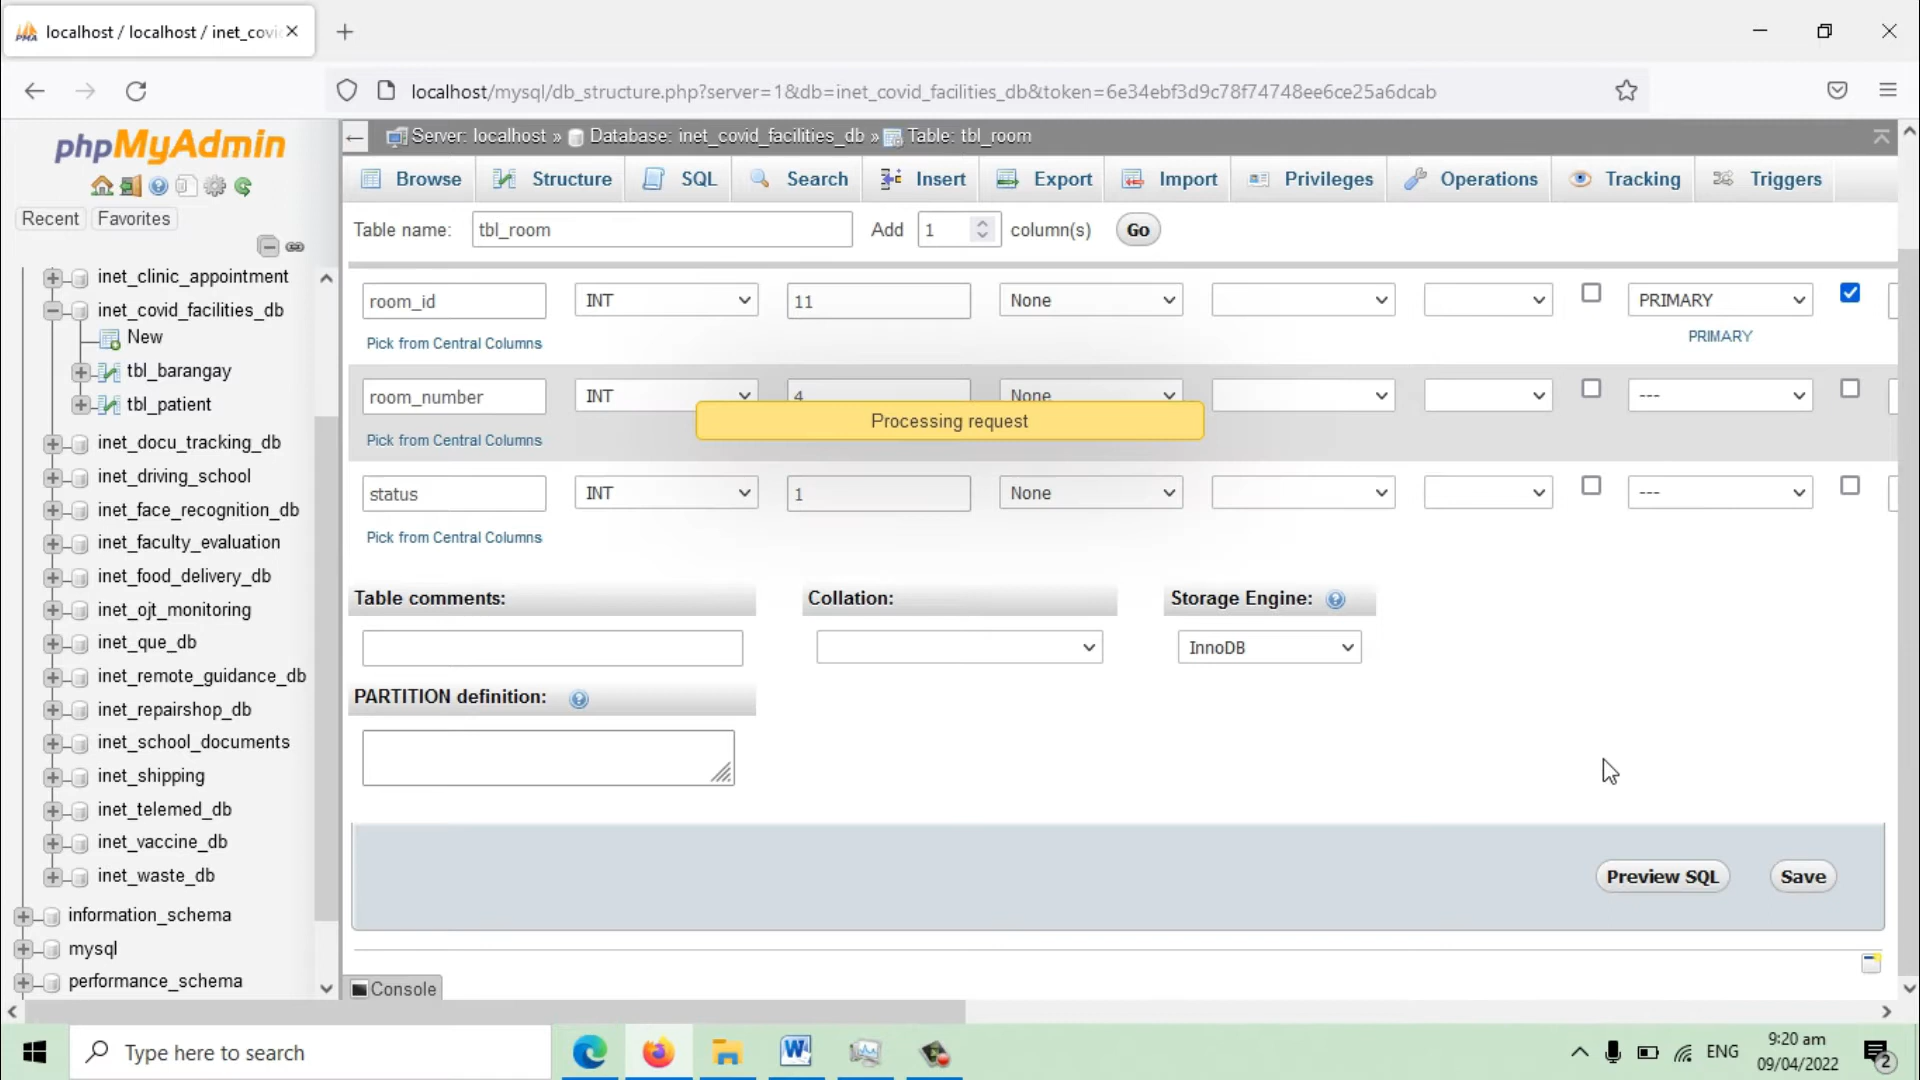 localhost / localhost / inet_covi
localhost/mysql/db_structure.php?server=1&db=inet_covid_facilities_db&token=6e34ebf3d9c78f74748ee6ce25a6dcab
phpMyAdmin
Recent Favorites
inet_clinic_appointment
inet_covid_facilities_db
New
tbl_barangay
tbl_patient
inet_docu_tracking_db
inet_driving_school
inet_face_recognition_db
inet_faculty_evaluation
inet_food_delivery_db
inet_ojt_monitoring
inet_que_db
inet_remote_guidance_db
inet_repairshop_db
inet_school_documents
inet_shipping
inet_telemed_db
inet_vaccine_db
inet_waste_db
information_schema
mysql
performance_schema
Server: localhost » Database: inet_covid_facilities_db » Table: tbl_room
Browse Structure SQL Search Insert Export Import Privileges Operations Tracking Triggers
Table name: tbl_room Add 1 column(s) Go
room_id INT 11 None PRIMARY
Pick from Central Columns PRIMARY
room_number INT 4 None ---
Processing request
Pick from Central Columns
status INT 1 None ---
Pick from Central Columns
Table comments: Collation: Storage Engine:
InnoDB
PARTITION definition:
Preview SQL Save
Console
Type here to search
ENG
9:20 am
09/04/2022
2